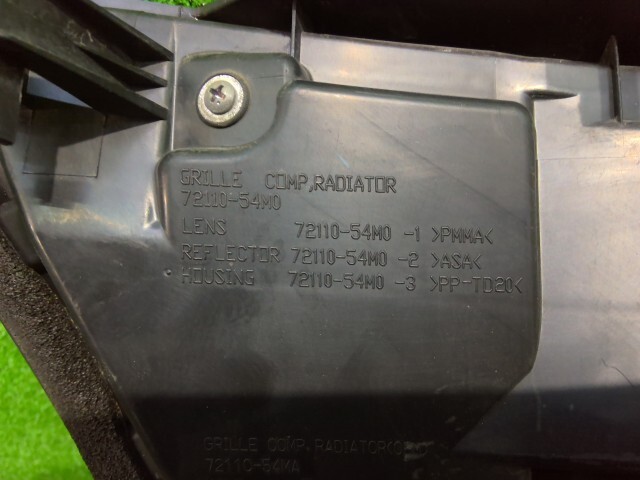 GRILLE COMP,RADIATOR
72110-54M0
LENS 72110-54M0 -1 >PMMA<
REFLECTOR 72110-54M0 -2 >ASA<
HOUSING 72110-54M0 -3 >PP-TD20<
GRILLE COMP,RADIATOR
72110-54MA